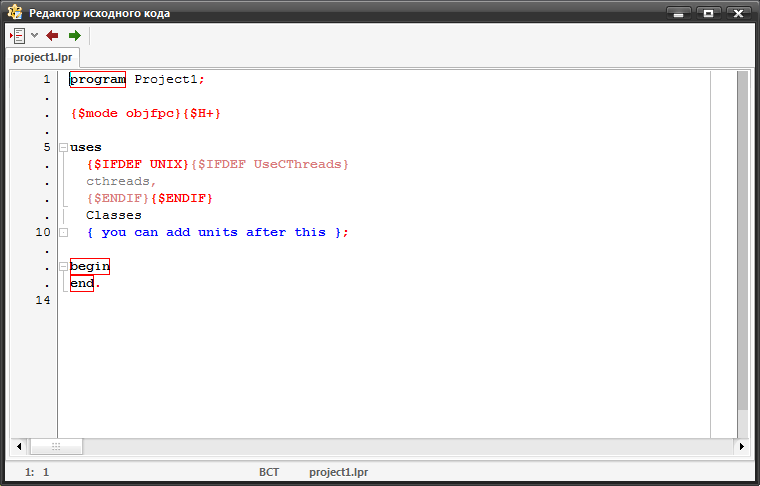 Редактор исходного кода
project1.lpr
1 program Project1;
.
. {$mode objfpc}{$H+}
.
5 uses
. {$IFDEF UNIX}{$IFDEF UseCThreads}
. cthreads,
. {$ENDIF}{$ENDIF}
. Classes
10 { you can add units after this };
.
. begin
. end.
14
1: 1 ВСТ project1.lpr